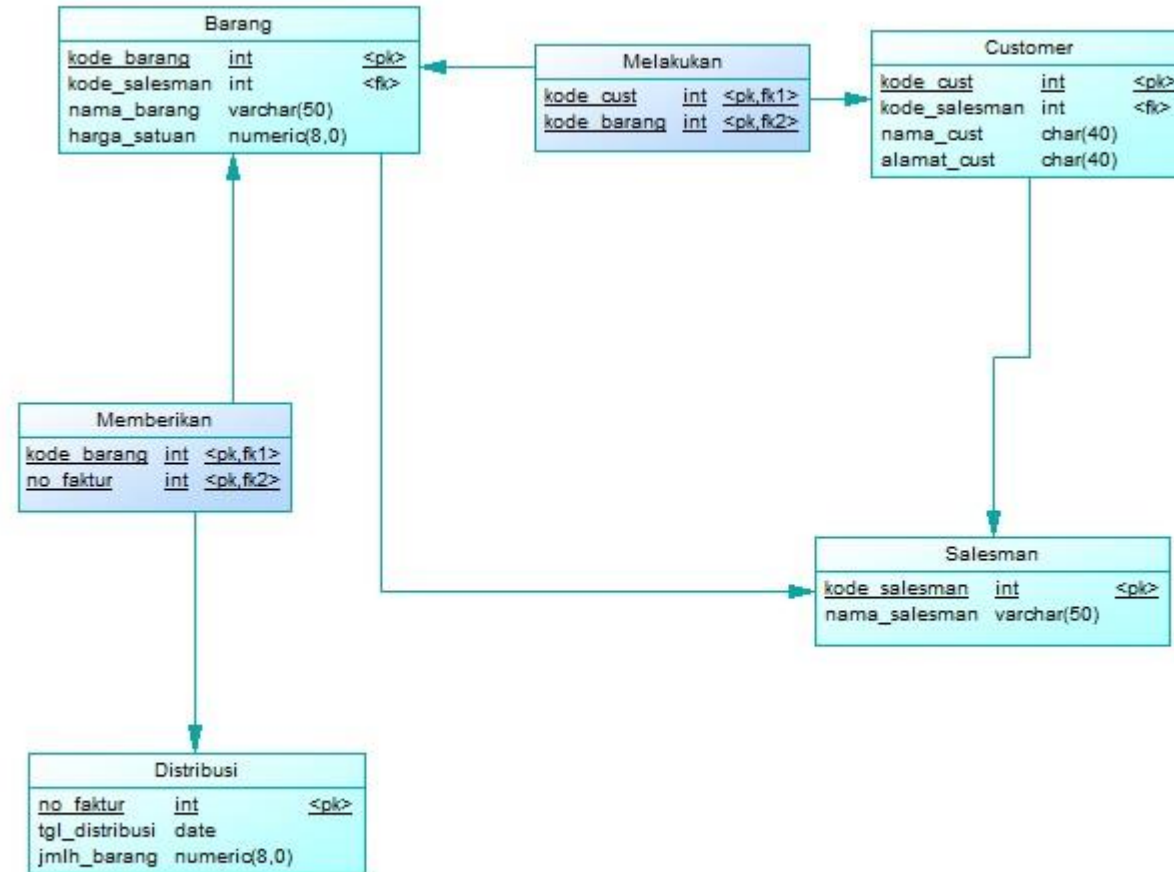 Barang
kode_barang int <pk>
kode_salesman int <fk>
nama_barang varchar(50)
harga_satuan numeric(8,0)
Melakukan
kode_cust int <pk,fk1>
kode_barang int <pk,fk2>
Customer
kode_cust int <pk>
kode_salesman int <fk>
nama_cust char(40)
alamat_cust char(40)
Memberikan
kode_barang int <pk,fk1>
no_faktur int <pk,fk2>
Salesman
kode_salesman int <pk>
nama_salesman varchar(50)
Distribusi
no_faktur int <pk>
tgl_distribusi date
jmlh_barang numeric(8,0)